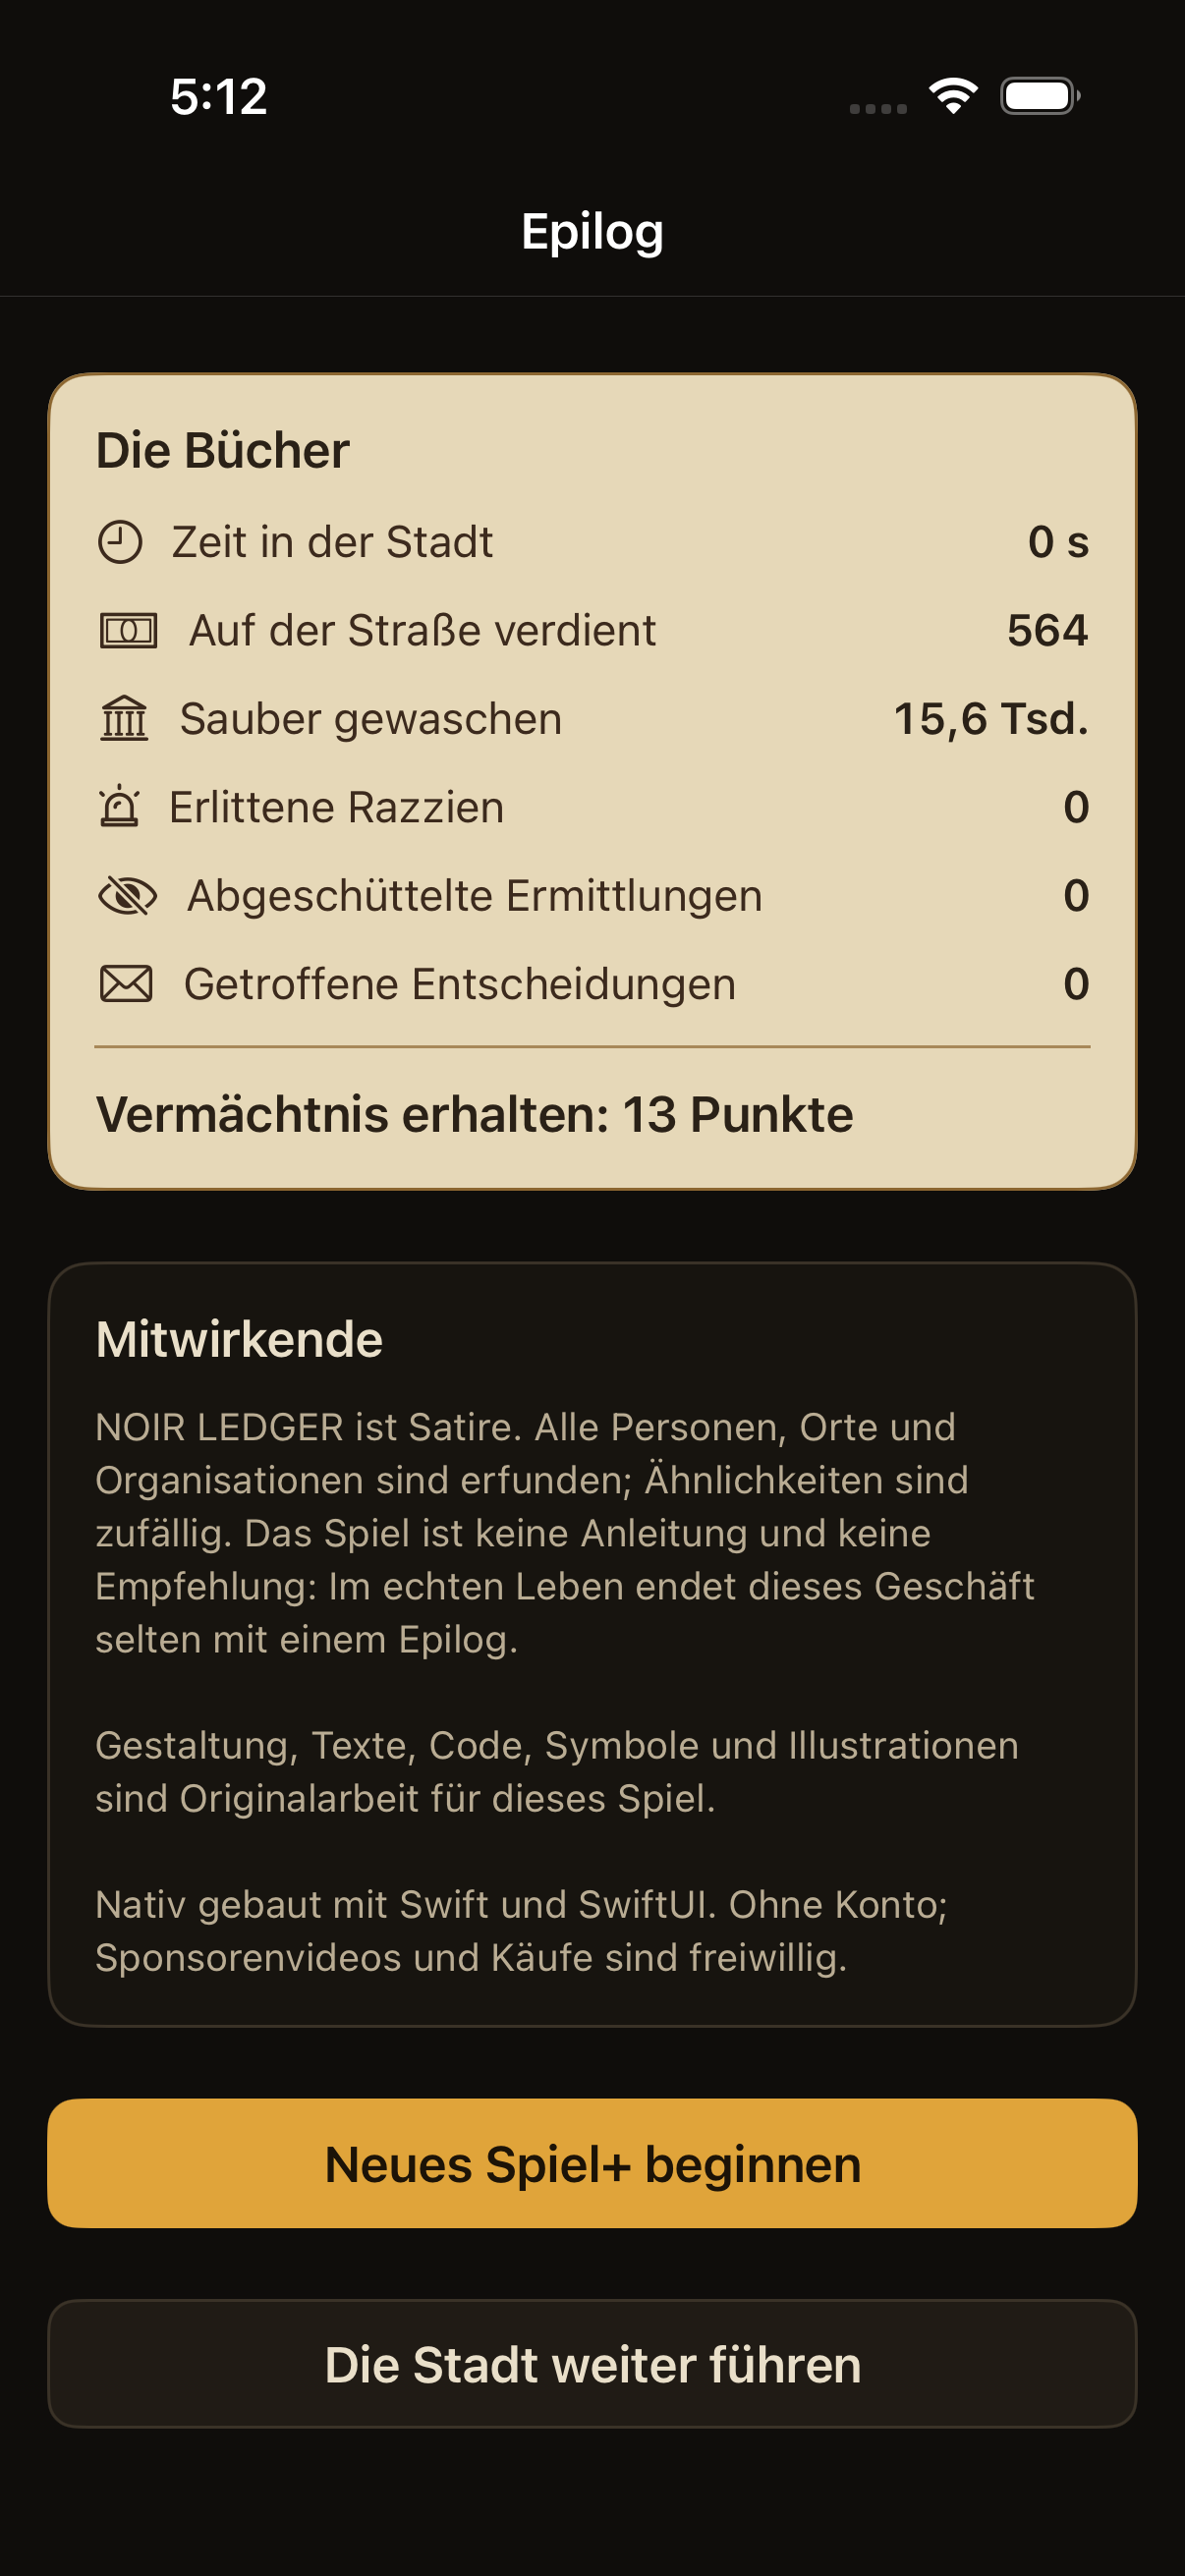 5:12
Epilog
Die Bücher
Zeit in der Stadt 0 s
Auf der Straße verdient 564
Sauber gewaschen 15,6 Tsd.
Erlittene Razzien 0
Abgeschüttelte Ermittlungen 0
Getroffene Entscheidungen 0
Vermächtnis erhalten: 13 Punkte
Mitwirkende
NOIR LEDGER ist Satire. Alle Personen, Orte und
Organisationen sind erfunden; Ähnlichkeiten sind
zufällig. Das Spiel ist keine Anleitung und keine
Empfehlung: Im echten Leben endet dieses Geschäft
selten mit einem Epilog.
Gestaltung, Texte, Code, Symbole und Illustrationen
sind Originalarbeit für dieses Spiel.
Nativ gebaut mit Swift und SwiftUI. Ohne Konto;
Sponsorenvideos und Käufe sind freiwillig.
Neues Spiel+ beginnen
Die Stadt weiter führen